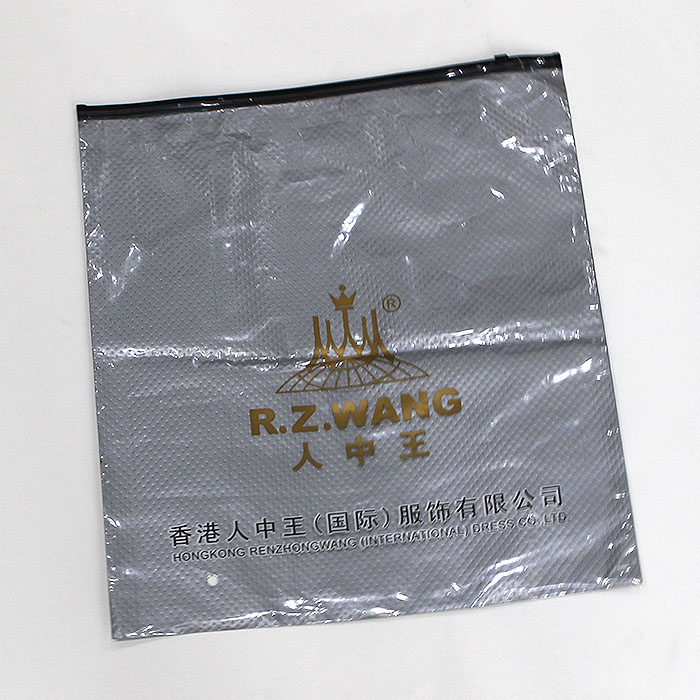 ®
R.Z.WANG
人中王
香港人中王(国际)服饰有限公司
HONGKONG RENZHONGWANG (INTERNATIONAL) DRESS CO.,LTD